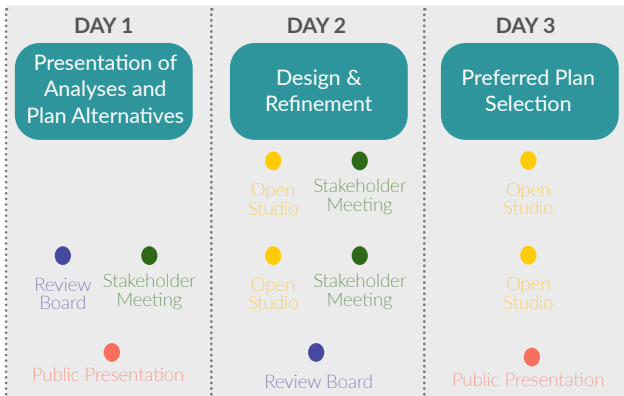 DAY 1
Presentation of
Analyses and
Plan Alternatives
Review
Board
Stakeholder
Meeting
Public Presentation
DAY 2
Design &
Refinement
Open
Studio
Stakeholder
Meeting
Open
Studio
Stakeholder
Meeting
Review Board
DAY 3
Preferred Plan
Selection
Open
Studio
Open
Studio
Public Presentation